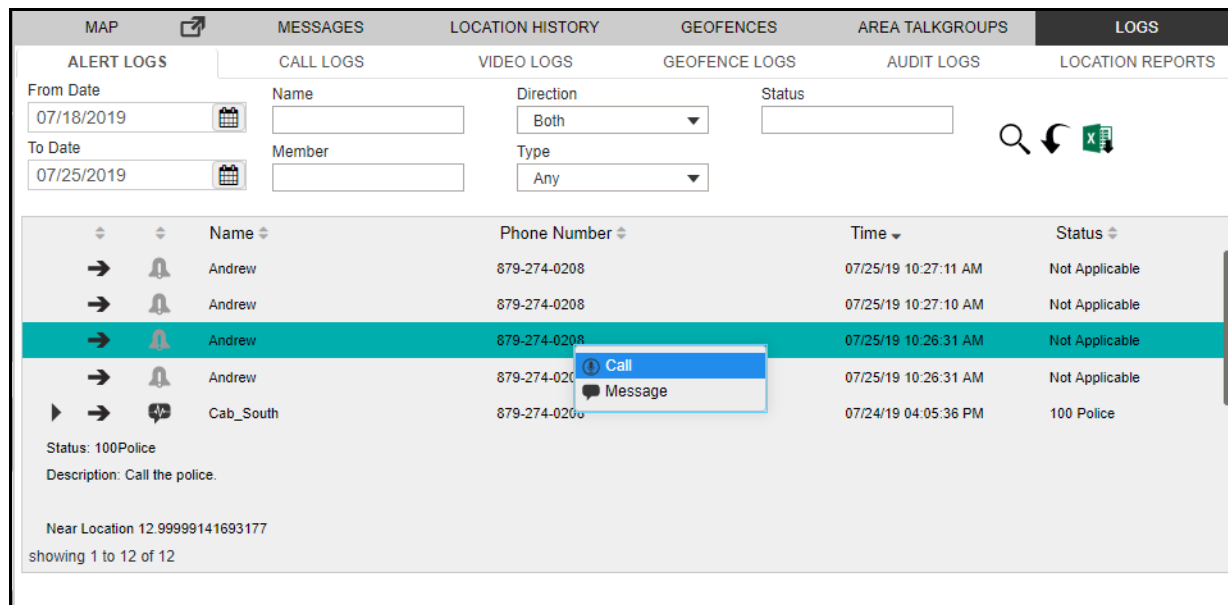 MAP MESSAGES LOCATION HISTORY GEOFENCES AREA TALKGROUPS LOGS
ALERT LOGS CALL LOGS VIDEO LOGS GEOFENCE LOGS AUDIT LOGS LOCATION REPORTS
From Date Name Direction Status
07/18/2019 Both
To Date Member Type
07/25/2019 Any
Name Phone Number Time Status
Andrew 879-274-0208 07/25/19 10:27:11 AM Not Applicable
Andrew 879-274-0208 07/25/19 10:27:10 AM Not Applicable
Andrew 879-274-0208 07/25/19 10:26:31 AM Not Applicable
Call
Andrew 879-274-020 07/25/19 10:26:31 AM Not Applicable
Message
Cab_South 879-274-0208 07/24/19 04:05:36 PM 100 Police
Status: 100Police
Description: Call the police.
Near Location 12.99999141693177
showing 1 to 12 of 12